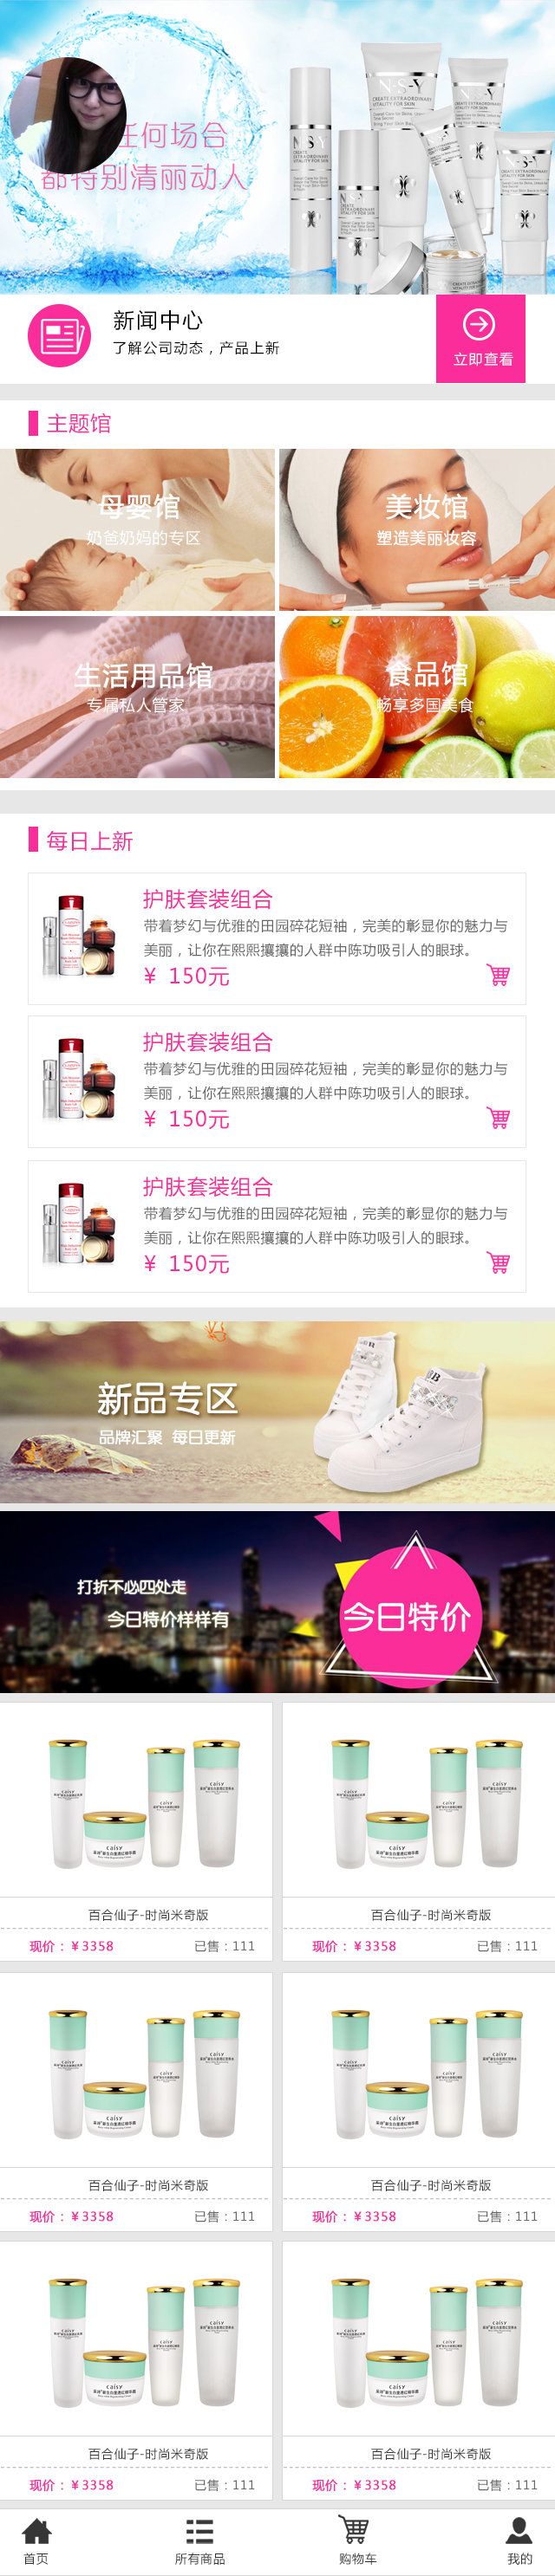 任何场合
都特别清丽动人
N·S·Y
CREATE EXTRAORDINARY
VITALITY FOR SKIN
N·S·Y
CREATE
EXTRAORDINARY
VITALITY FOR SKIN
新闻中心
了解公司动态，产品上新
立即查看
主题馆
母婴馆
奶爸奶妈的专区
美妆馆
塑造美丽妆容
生活用品馆
专属私人管家
食品馆
畅享多国美食
每日上新
护肤套装组合
带着梦幻与优雅的田园碎花短袖，完美的彰显你的魅力与
美丽，让你在熙熙攘攘的人群中陈功吸引人的眼球。
¥ 150元
护肤套装组合
带着梦幻与优雅的田园碎花短袖，完美的彰显你的魅力与
美丽，让你在熙熙攘攘的人群中陈功吸引人的眼球。
¥ 150元
护肤套装组合
带着梦幻与优雅的田园碎花短袖，完美的彰显你的魅力与
美丽，让你在熙熙攘攘的人群中陈功吸引人的眼球。
¥ 150元
新品专区
品牌汇聚 每日更新
打折不必四处走
今日特价样样有
今日特价
百合仙子-时尚米奇版
现价：¥3358 已售：111
百合仙子-时尚米奇版
现价：¥3358 已售：111
百合仙子-时尚米奇版
现价：¥3358 已售：111
百合仙子-时尚米奇版
现价：¥3358 已售：111
百合仙子-时尚米奇版
现价：¥3358 已售：111
百合仙子-时尚米奇版
现价：¥3358 已售：111
首页
所有商品
购物车
我的